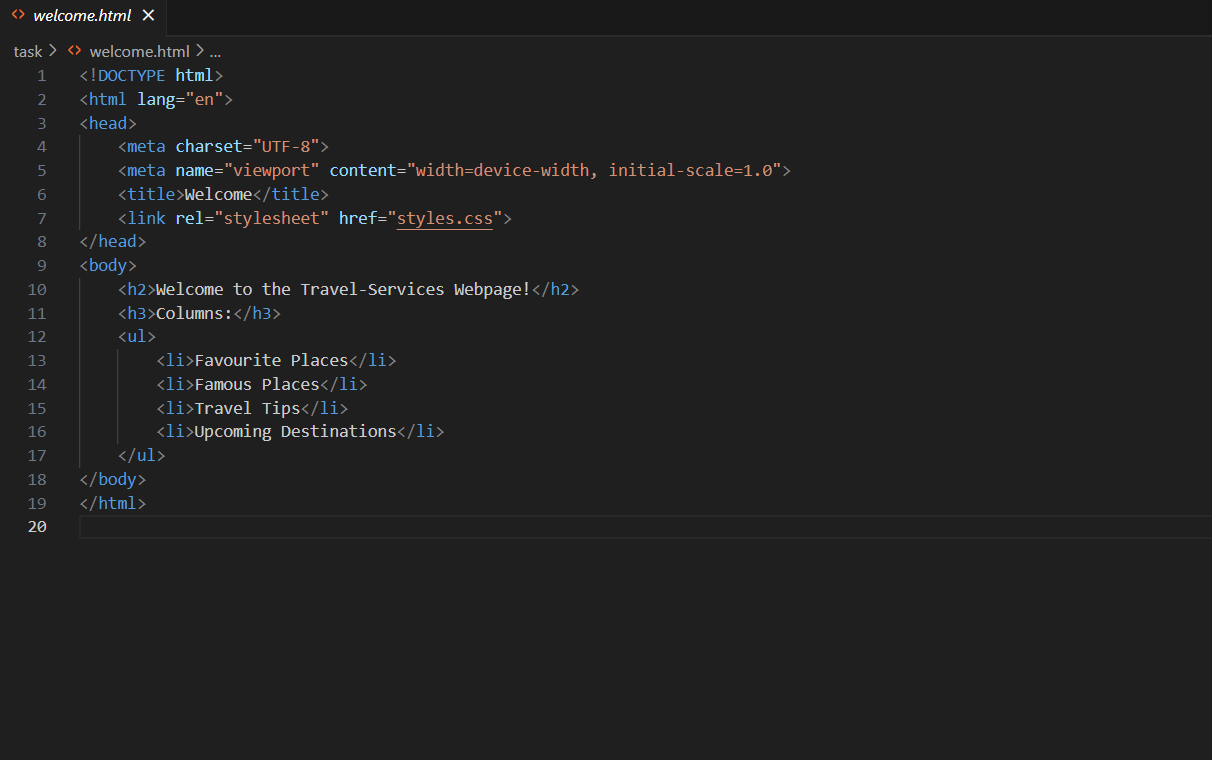 <> welcome.html ×
task > <> welcome.html > ...
1 <!DOCTYPE html>
2 <html lang="en">
3 <head>
4     <meta charset="UTF-8">
5     <meta name="viewport" content="width=device-width, initial-scale=1.0">
6     <title>Welcome</title>
7     <link rel="stylesheet" href="styles.css">
8 </head>
9 <body>
10     <h2>Welcome to the Travel-Services Webpage!</h2>
11     <h3>Columns:</h3>
12     <ul>
13         <li>Favourite Places</li>
14         <li>Famous Places</li>
15         <li>Travel Tips</li>
16         <li>Upcoming Destinations</li>
17     </ul>
18 </body>
19 </html>
20